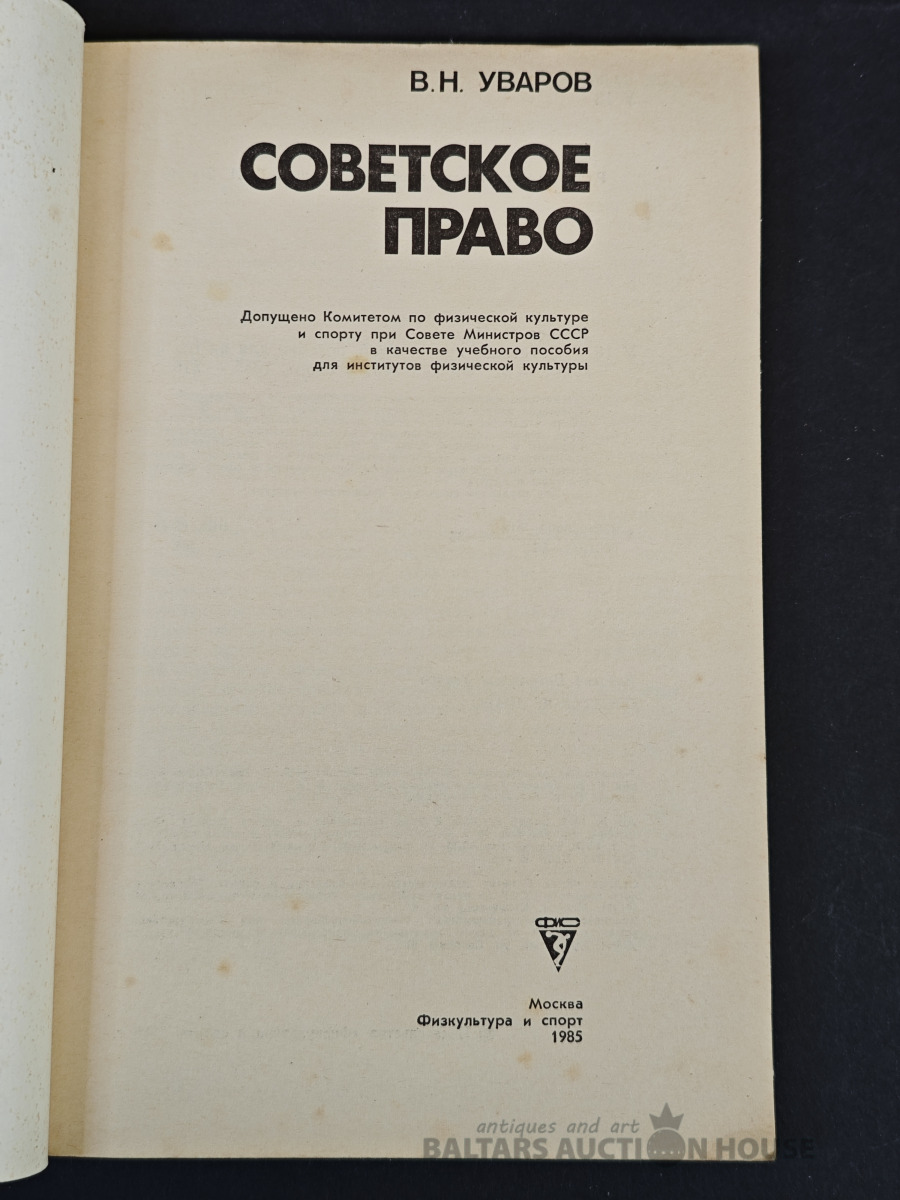 В. Н. УВАРОВ
СОВЕТСКОЕ
ПРАВО
Допущено Комитетом по физической культуре
и спорту при Совете Министров СССР
в качестве учебного пособия
для институтов физической культуры
ФИС
Москва
Физкультура и спорт
1985
antiques and art
BALTARS AUCTION HOUSE